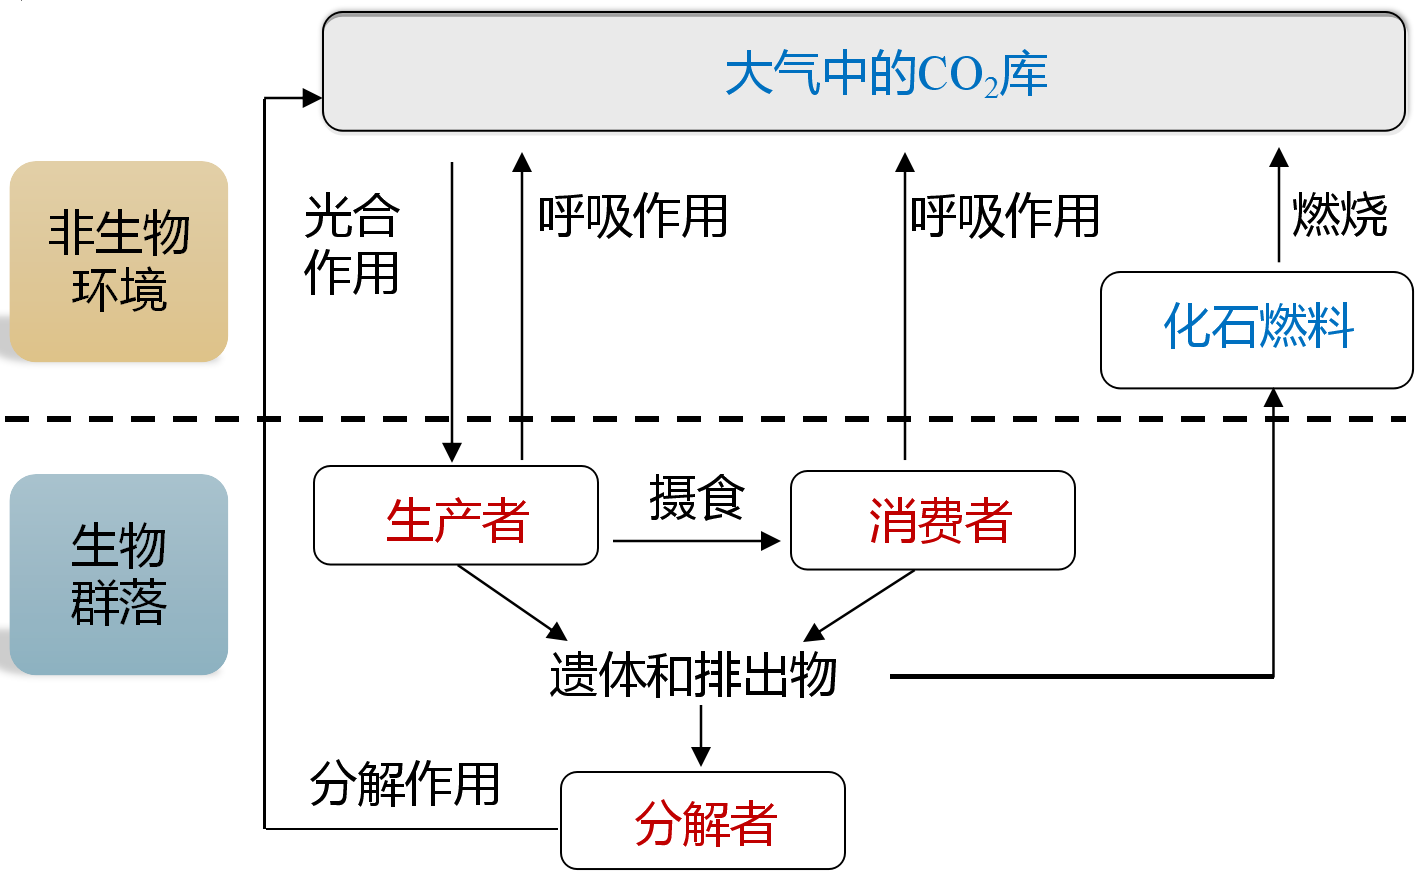 大气中的CO₂库
非生物
环境
光合
作用
呼吸作用
呼吸作用
燃烧
化石燃料
生物
群落
生产者
摄食
消费者
遗体和排出物
分解作用
分解者